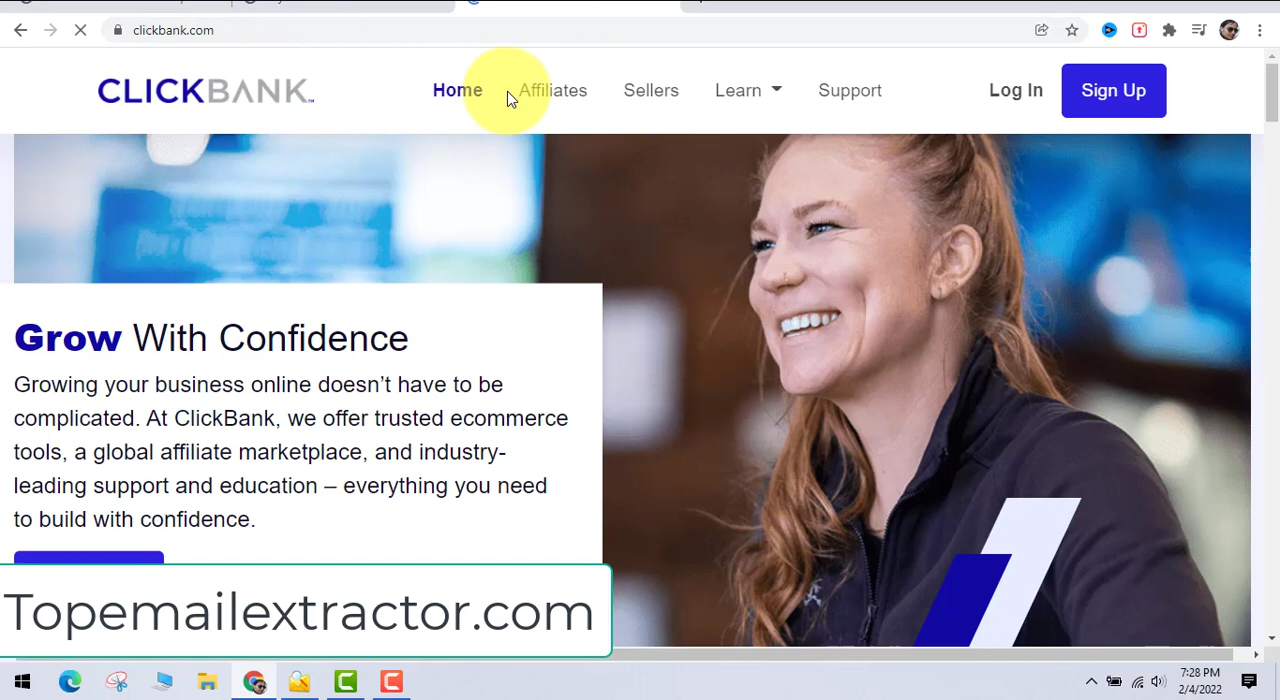 clickbank.com
CLICKBANK
Home Affiliates Sellers Learn Support Log In Sign Up
Grow With Confidence
Growing your business online doesn’t have to be
complicated. At ClickBank, we offer trusted ecommerce
tools, a global affiliate marketplace, and industry-
leading support and education – everything you need
to build with confidence.
Topemailextractor.com
7:28 PM
2/4/2022